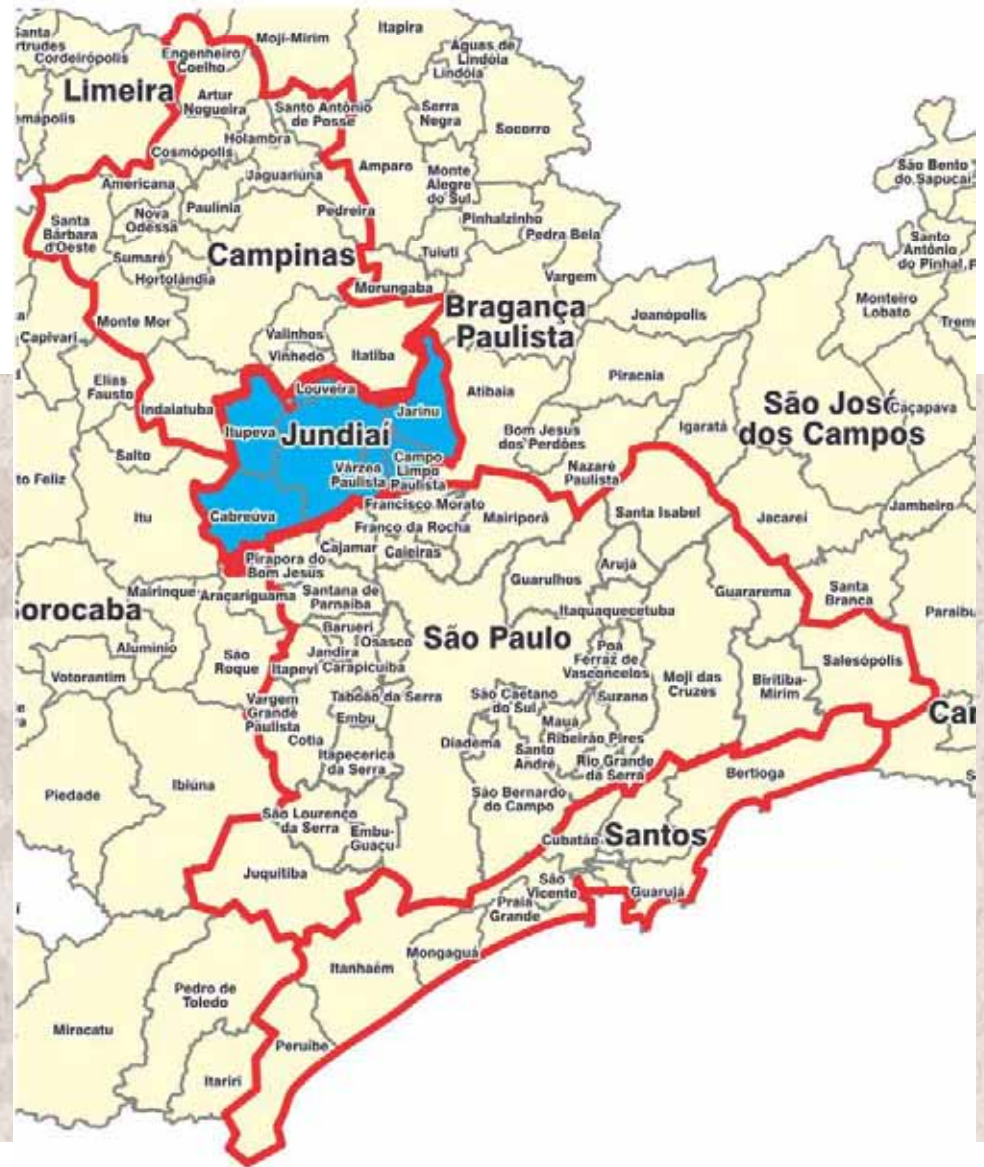 Santa
rtrudes
Cordeirópolis
Limeira
emápolis
Engenheiro
Coelho
Moji-Mirim
Itapira
Águas de
Lindóia
Lindóia
Artur
Nogueira
Santo Antônio
de Posse
Serra
Negra
Socorro
Holambra
Cosmópolis
Amparo
Monte
Alegre
do Sul
São Bento
do Sapucaí
Americana
Jaguariúna
Santa
Bárbara
d'Oeste
Nova
Odessa
Paulínia
Pedreira
Pinhalzinho
Pedra Bela
Santo
Antônio
do Pinhal
Sumaré
Campinas
Tuiuti
Hortolândia
Vargem
Morungaba
Monteiro
Lobato
Trem
Capivari
Monte Mor
Bragança
Paulista
Joanópolis
Valinhos
Vinhedo
Itatiba
Elias
Fausto
Indaiatuba
Louveira
Jarinu
Atibaia
Piracaia
São José
dos Campos
Caçapava
Itupeva
Jundiaí
Bom Jesus
dos Perdões
Igaratá
Salto
to Feliz
Várzea
Paulista
Campo
Limpo
Paulista
Nazaré
Paulista
Itu
Cabreúva
Francisco Morato
Franco da Rocha
Mairiporã
Santa Isabel
Jacareí
Jambeiro
Cajamar
Caieiras
Pirapora do
Bom Jesus
Guarulhos
Arujá
Mairinque
Araçariguama
Santana de
Parnaíba
Guararema
Santa
Branca
Sorocaba
Itaquaquecetuba
Paraibu
Alumínio
Barueri
Osasco
São Paulo
Votorantim
São
Roque
Jandira
Itapevi
Carapicuíba
Poá
Ferraz de
Vasconcelos
Moji das
Cruzes
Biritiba-
Mirim
Salesópolis
Vargem
Grande
Paulista
Taboão da Serra
São Caetano
do Sul
Suzano
Embu
Mauá
Cotia
Diadema
Ribeirão Pires
Car
Itapecerica
da Serra
Santo
André
Rio Grande
da Serra
Bertioga
Piedade
Ibiúna
São Bernardo
do Campo
São Lourenço
da Serra
Embu-
Guaçu
Cubatão
Santos
Juquitiba
São
Vicente
Guarujá
Praia
Grande
Mongaguá
Itanhaém
Pedro de
Toledo
Miracatu
Peruíbe
Itariri